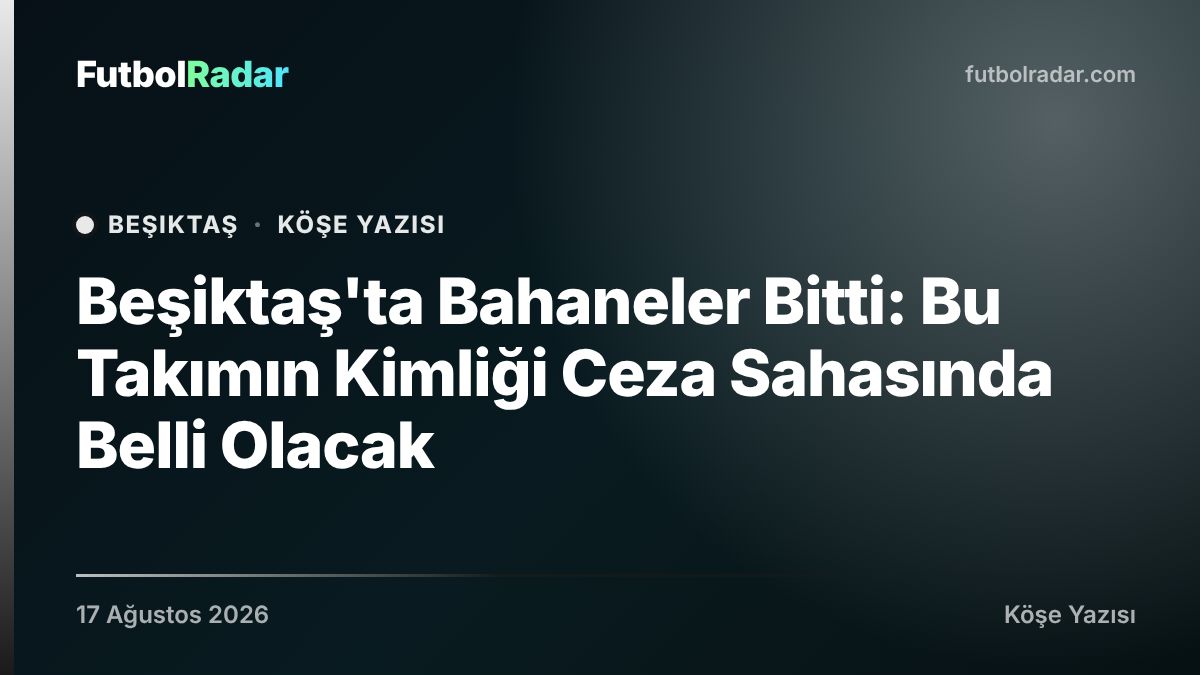 FutbolRadar
futbolradar.com
BEŞIKTAŞ · KÖŞE YAZISI
Beşiktaş'ta Bahaneler Bitti: Bu
Takımın Kimliği Ceza Sahasında
Belli Olacak
17 Ağustos 2026
Köşe Yazısı